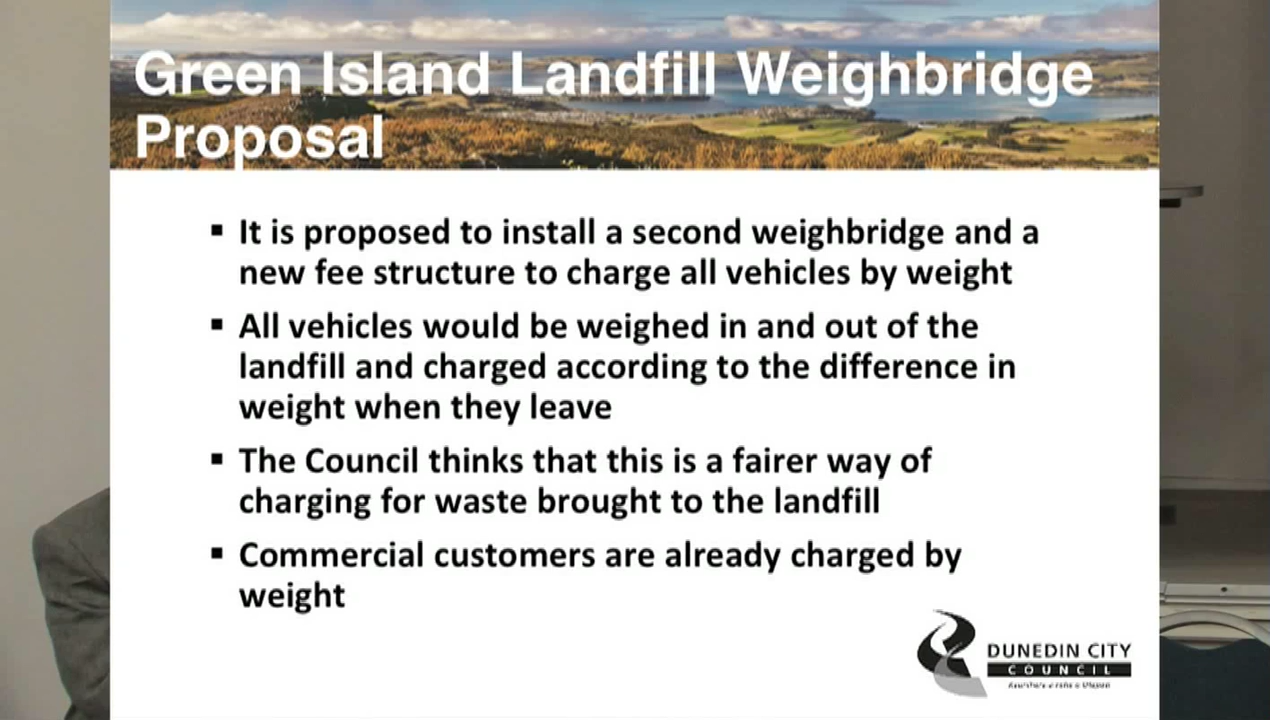 Green Island Landfill Weighbridge
Proposal
▪ It is proposed to install a second weighbridge and a
new fee structure to charge all vehicles by weight
▪ All vehicles would be weighed in and out of the
landfill and charged according to the difference in
weight when they leave
▪ The Council thinks that this is a fairer way of
charging for waste brought to the landfill
▪ Commercial customers are already charged by
weight
DUNEDIN CITY
COUNCIL